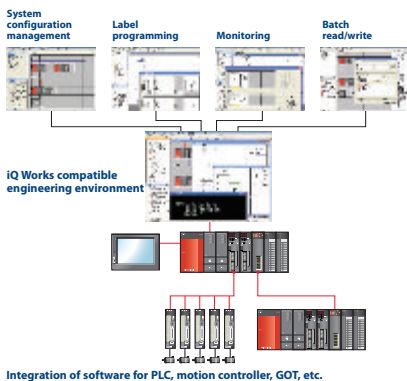 System
configuration
management
Label
programming
Monitoring
Batch
read/write
iQ Works compatible
engineering environment
Integration of software for PLC, motion controller, GOT, etc.